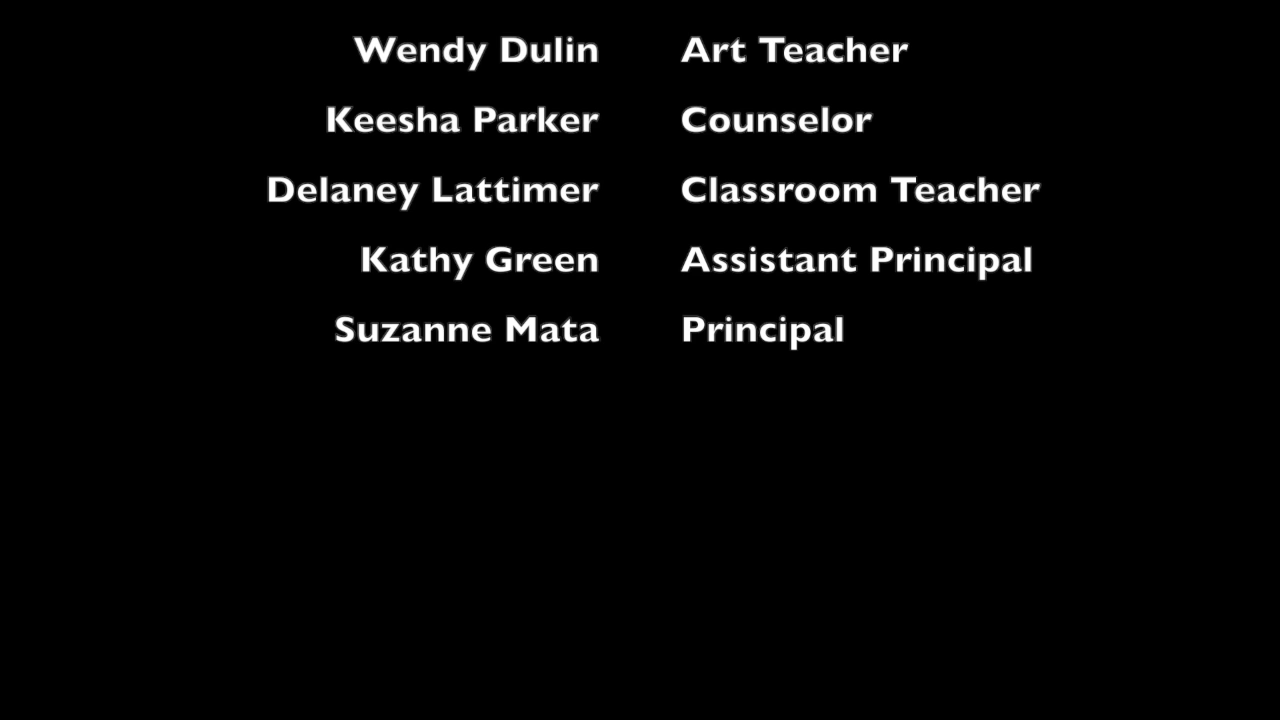 Wendy Dulin Art Teacher
Keesha Parker Counselor
Delaney Lattimer Classroom Teacher
Kathy Green Assistant Principal
Suzanne Mata Principal